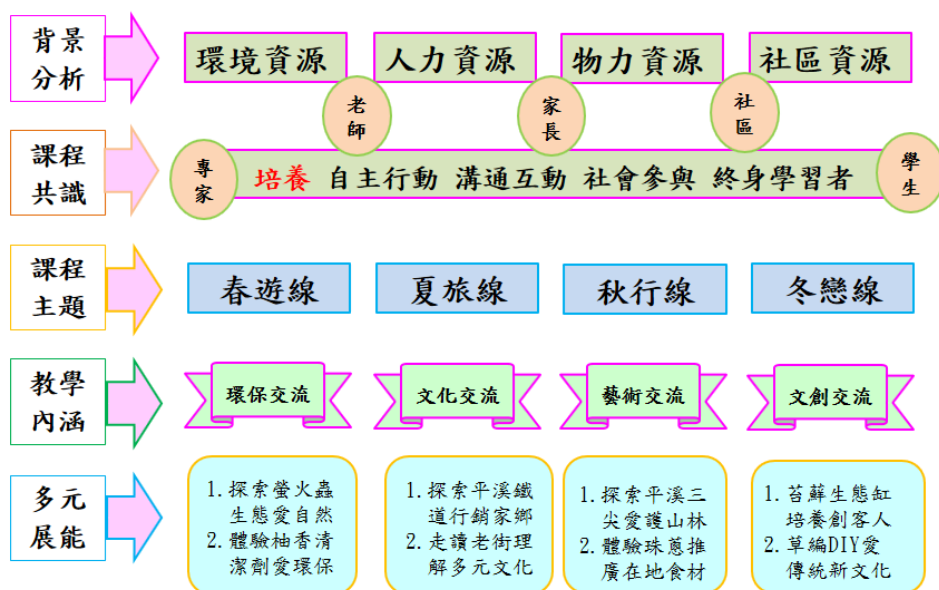 背景
分析
環境資源
人力資源
物力資源
社區資源
老師
家長
社區
課程
共識
專家
培養 自主行動 溝通互動 社會參與 終身學習者
學生
課程
主題
春遊線
夏旅線
秋行線
冬戀線
教學
內涵
環保交流
文化交流
藝術交流
文創交流
多元
展能
1. 探索螢火蟲
生態愛自然
2. 體驗柚香清
潔劑愛環保
1. 探索平溪鐵
道行銷家鄉
2. 走讀老街理
解多元文化
1. 探索平溪三
尖愛護山林
2. 體驗珠蔥推
廣在地食材
1. 苔蘚生態缸
培養創客人
2. 草編DIY愛
傳統新文化